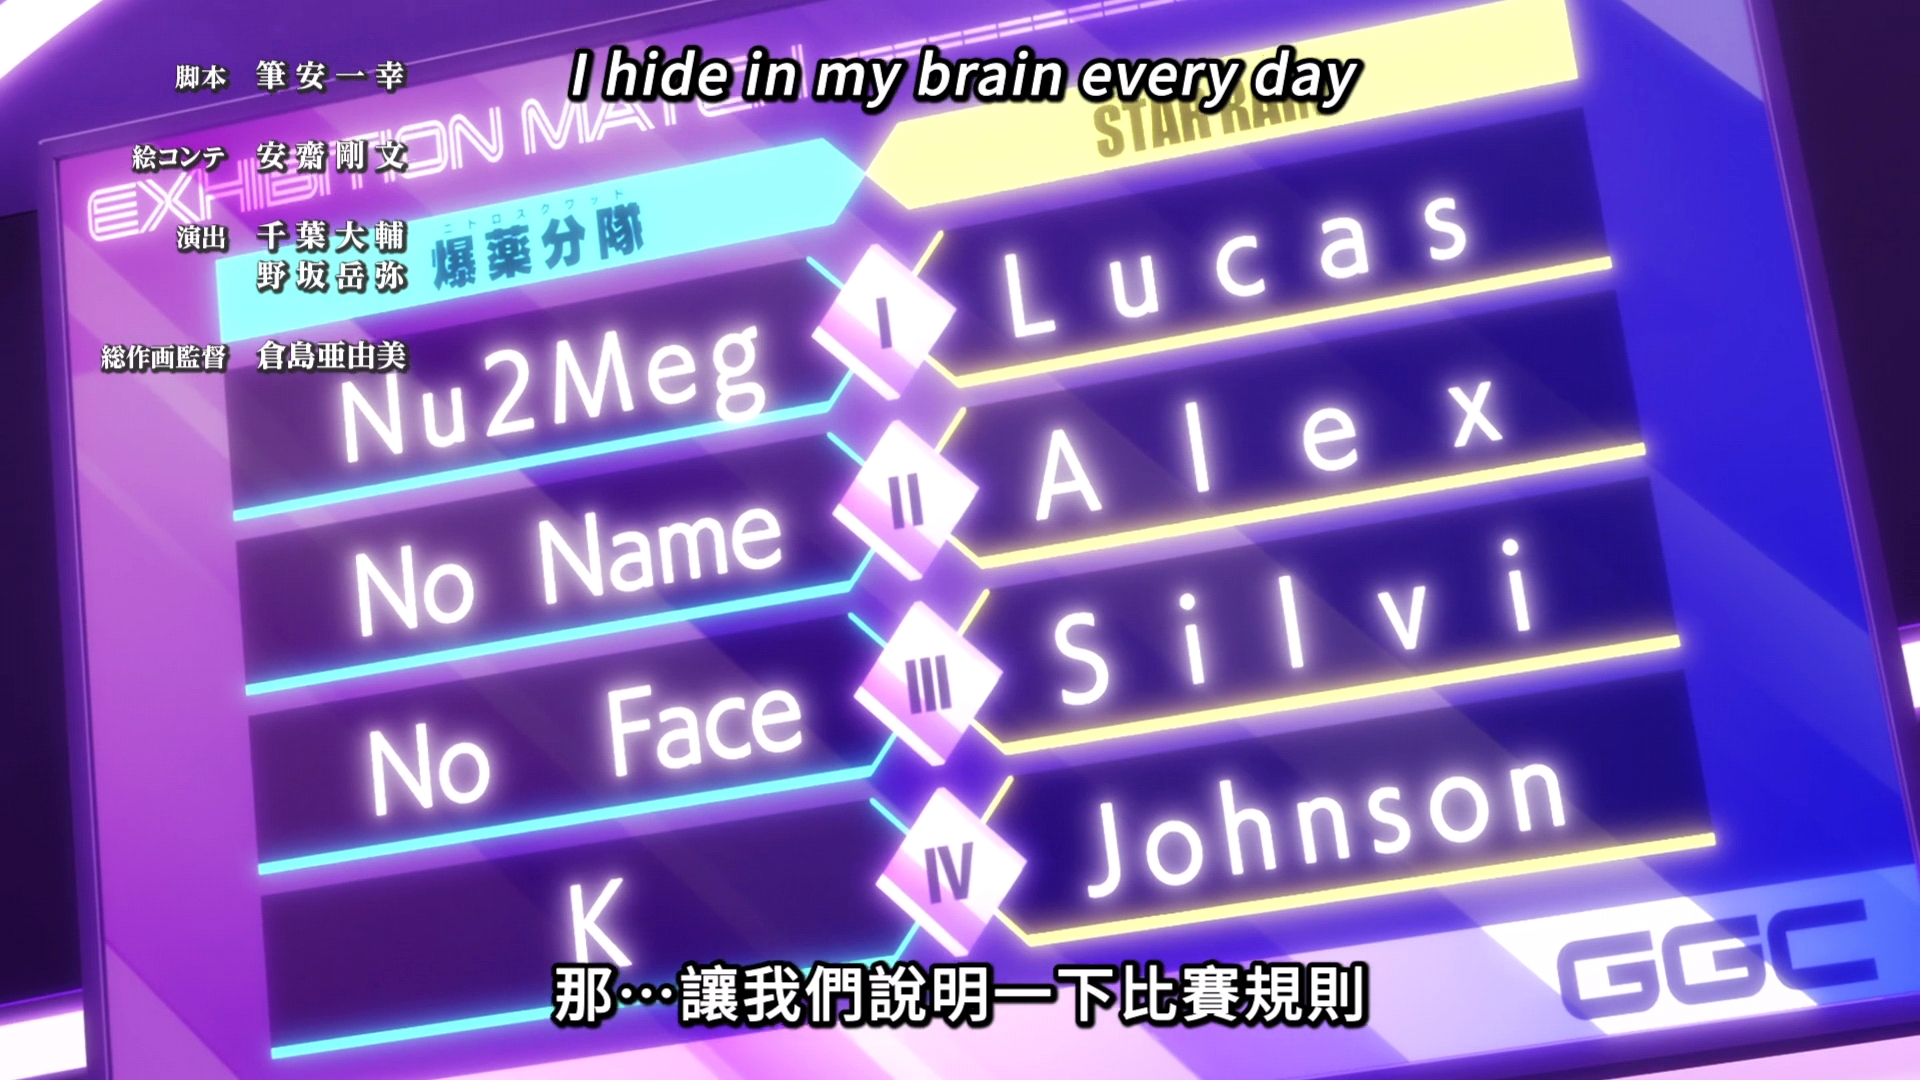 I hide in my brain every day
脚本 筆安一幸
絵コンテ 安齋剛文
演出 千葉大輔
野坂岳弥
総作画監督 倉島亜由美
EXHIBITION MATCH
STAR RAIN
ニトロスクワッド
爆薬分隊
Nu2Meg
I
Lucas
No Name
II
Alex
No Face
III
Silvi
K
IV
Johnson
GGC
那…讓我們說明一下比賽規則